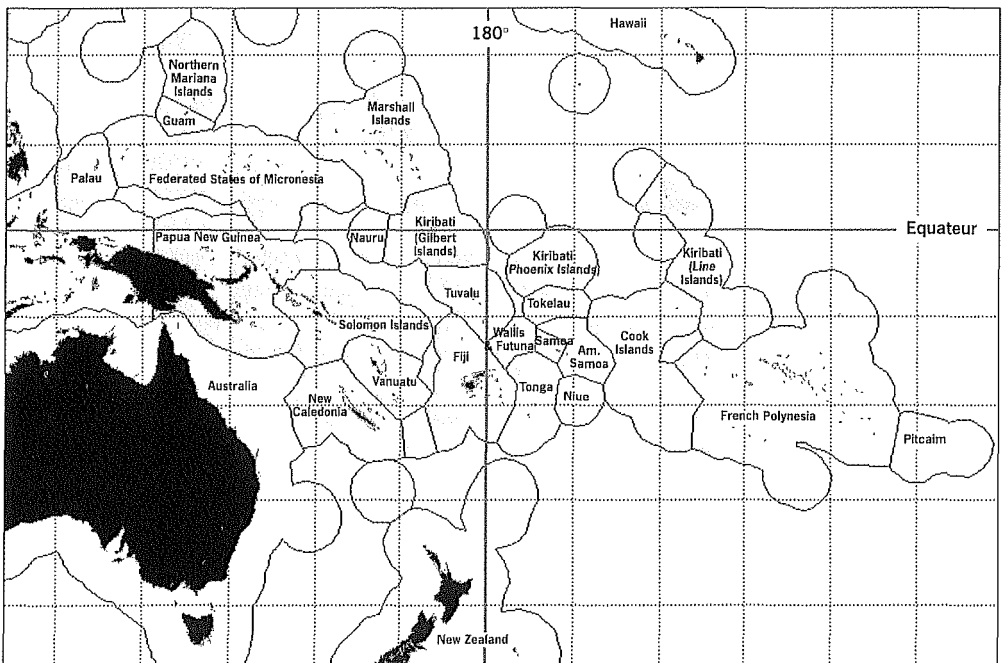 Hawaii
180°
Northern
Mariana
Islands
Guam
Marshall
Islands
Palau
Federated States of Micronesia
Equateur
Papua New Guinea
Nauru
Kiribati
(Gilbert
Islands)
Kiribati
Phoenix Islands)
Kiribati
(Line
Islands)
Tuvalu
Tokelau
Solomon Islands
Wallis
Futuna
Samoa
Am.
Samoa
Cook
Islands
Fiji
Vanuatu
Australia
New
Caledonia
Tonga
Niue
French Polynesia
Pitcairn
New Zealand